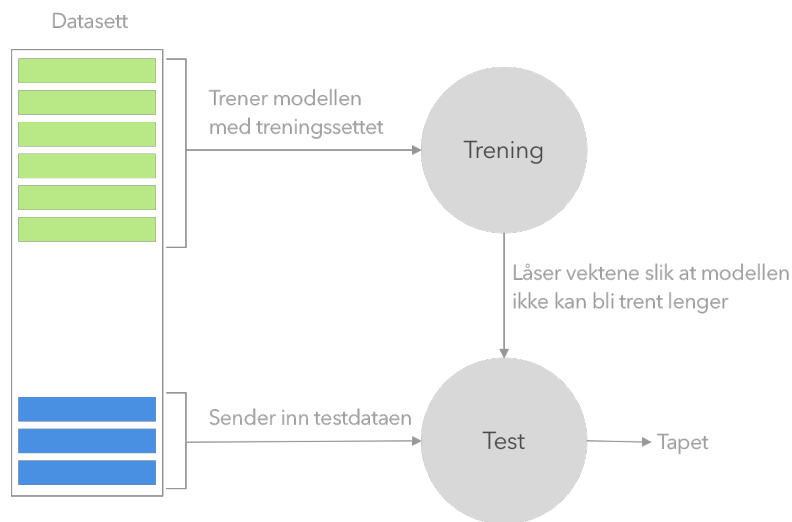 Datasett
Trener modellen
med treningssettet
Trening
Låser vektene slik at modellen
ikke kan bli trent lenger
Sender inn testdataen
Test
Tapet